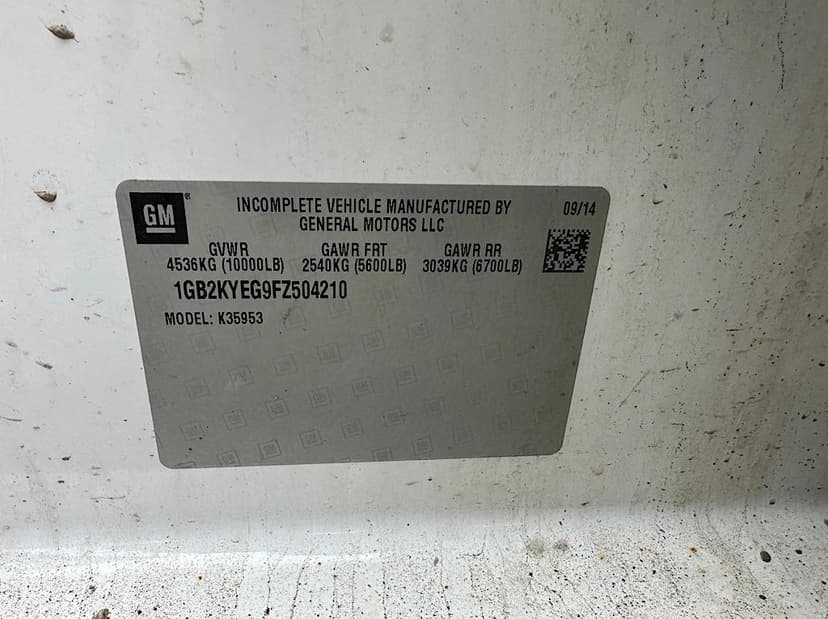 GM®
INCOMPLETE VEHICLE MANUFACTURED BY
GENERAL MOTORS LLC
09/14
GVWR GAWR FRT GAWR RR
4536KG (10000LB) 2540KG (5600LB) 3039KG (6700LB)
1GB2KYEG9FZ504210
MODEL: K35953